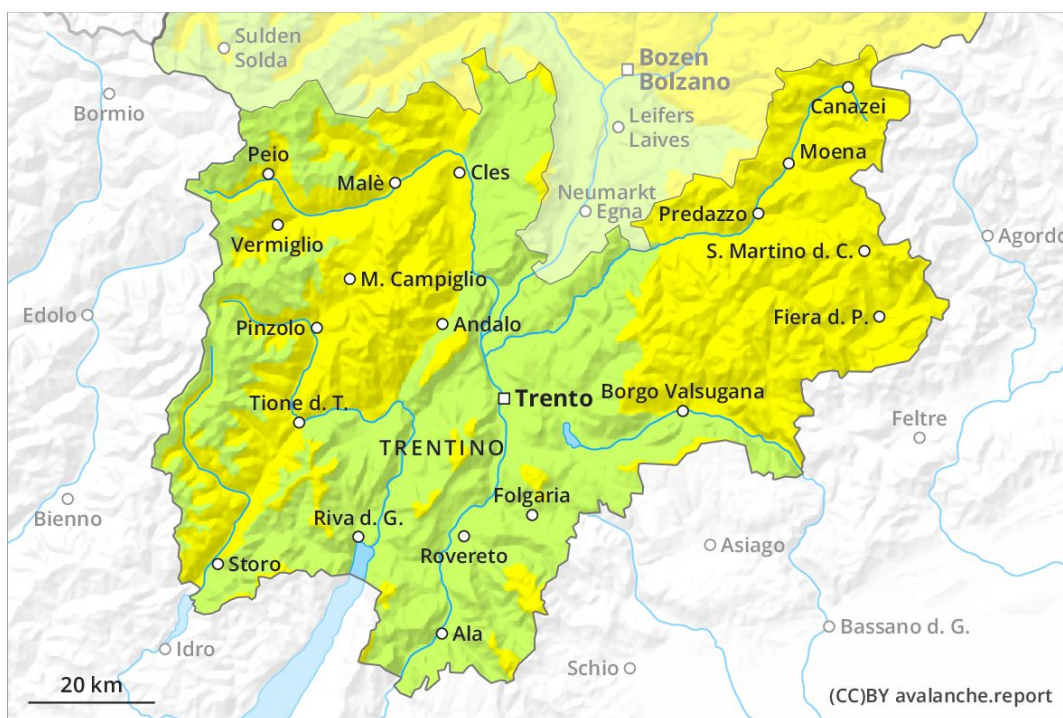 Sulden
Solda
Bozen
Bolzano
Bormio
Canazei
Leifers
Laives
Moena
Peio
Malè
Cles
Neumarkt
Egna
Predazzo
Vermiglio
Agordo
S. Martino d. C.
M. Campiglio
Edolo
Pinzolo
Andalo
Fiera d. P.
Trento
Borgo Valsugana
Tione d. T.
Feltre
TRENTINO
Bienno
Folgaria
Riva d. G.
Rovereto
Asiago
Storo
Ala
Bassano d. G.
Idro
Schio
20 km
(CC)BY avalanche.report